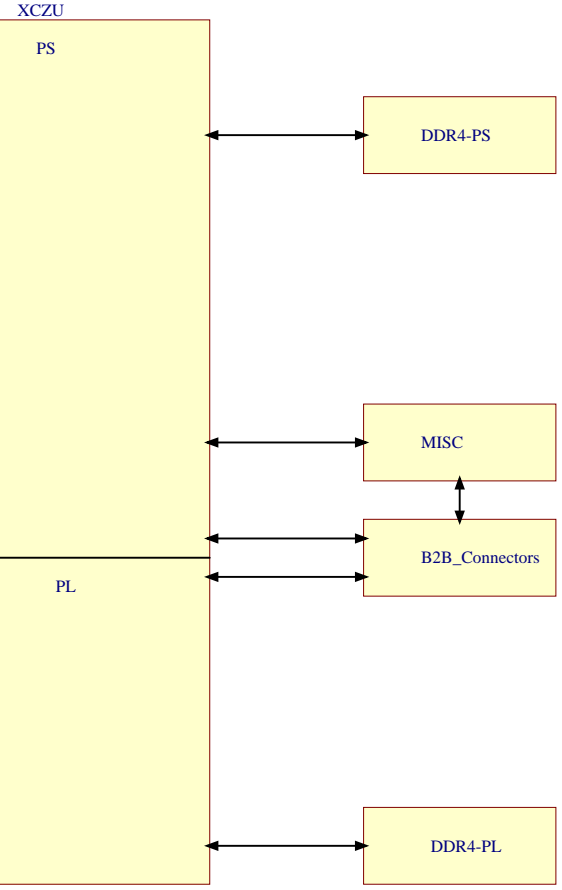 XCZU
PS
DDR4-PS
MISC
B2B_Connectors
PL
DDR4-PL